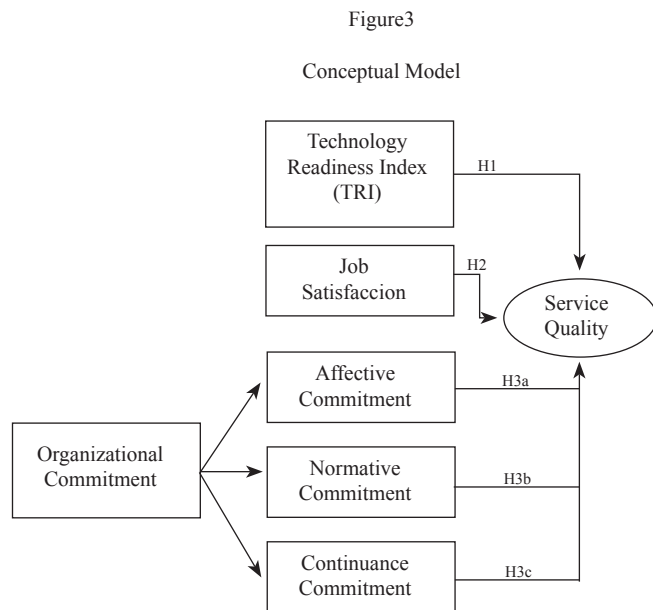 Figure3
Conceptual Model
Technology
Readiness Index
(TRI)
H1
Job
Satisfaccion
H2
Service
Quality
Affective
Commitment
H3a
Organizational
Commitment
Normative
Commitment
H3b
Continuance
Commitment
H3c